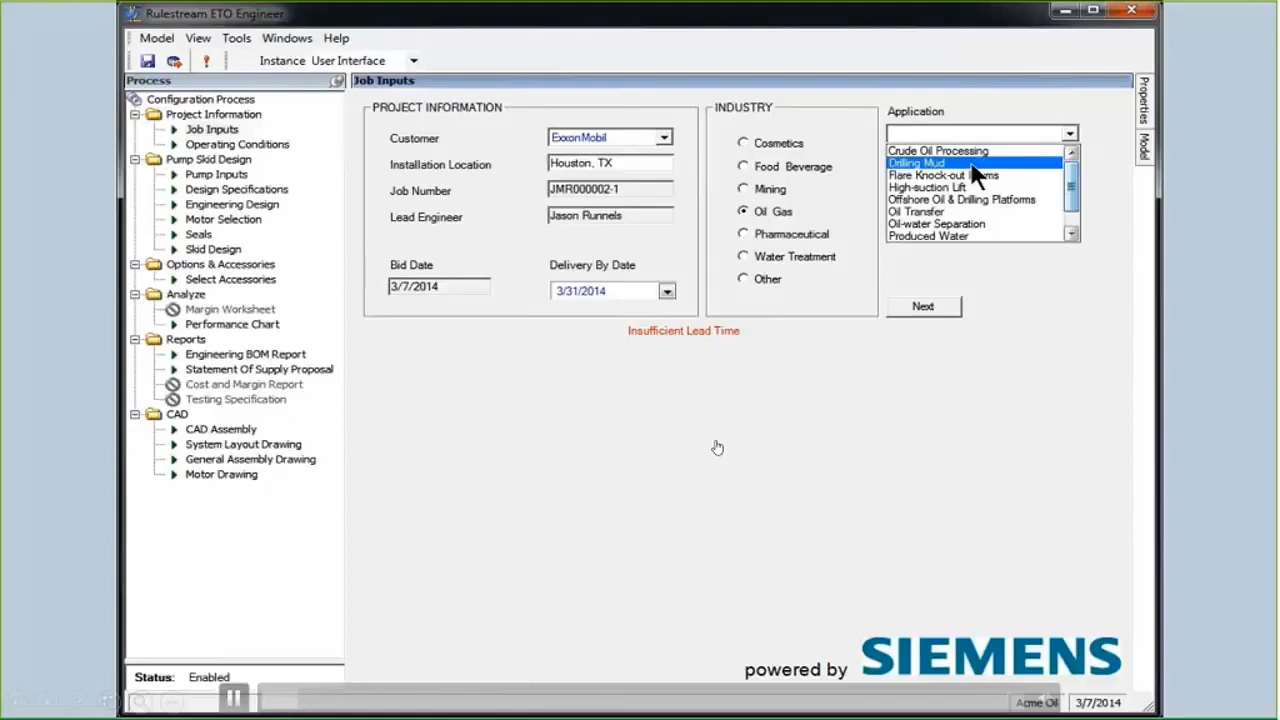 Rulestream ETO Engineer
Model View Tools Windows Help
Instance User Interface
Process
Configuration Process
Project Information
Job Inputs
Operating Conditions
Pump Skid Design
Pump Inputs
Design Specifications
Engineering Design
Motor Selection
Seals
Skid Design
Options & Accessories
Select Accessories
Analyze
Margin Worksheet
Performance Chart
Reports
Engineering BOM Report
Statement Of Supply Proposal
Cost and Margin Report
Testing Specification
CAD
CAD Assembly
System Layout Drawing
General Assembly Drawing
Motor Drawing
Status: Enabled
Job Inputs
PROJECT INFORMATION
Customer ExxonMobil
Installation Location Houston, TX
Job Number JMR000002-1
Lead Engineer Jason Runnels
Bid Date
3/7/2014
Delivery By Date
3/31/2014
Insufficient Lead Time
INDUSTRY
Cosmetics
Food Beverage
Mining
Oil Gas
Pharmaceutical
Water Treatment
Other
Application
Crude Oil Processing
Drilling Mud
Flare Knock-out
High-suction Lift
Offshore Oil & Drilling Platforms
Oil Transfer
Oil-water Separation
Produced Water
Next
Properties
Model
powered by SIEMENS
Acme Oil 3/7/2014